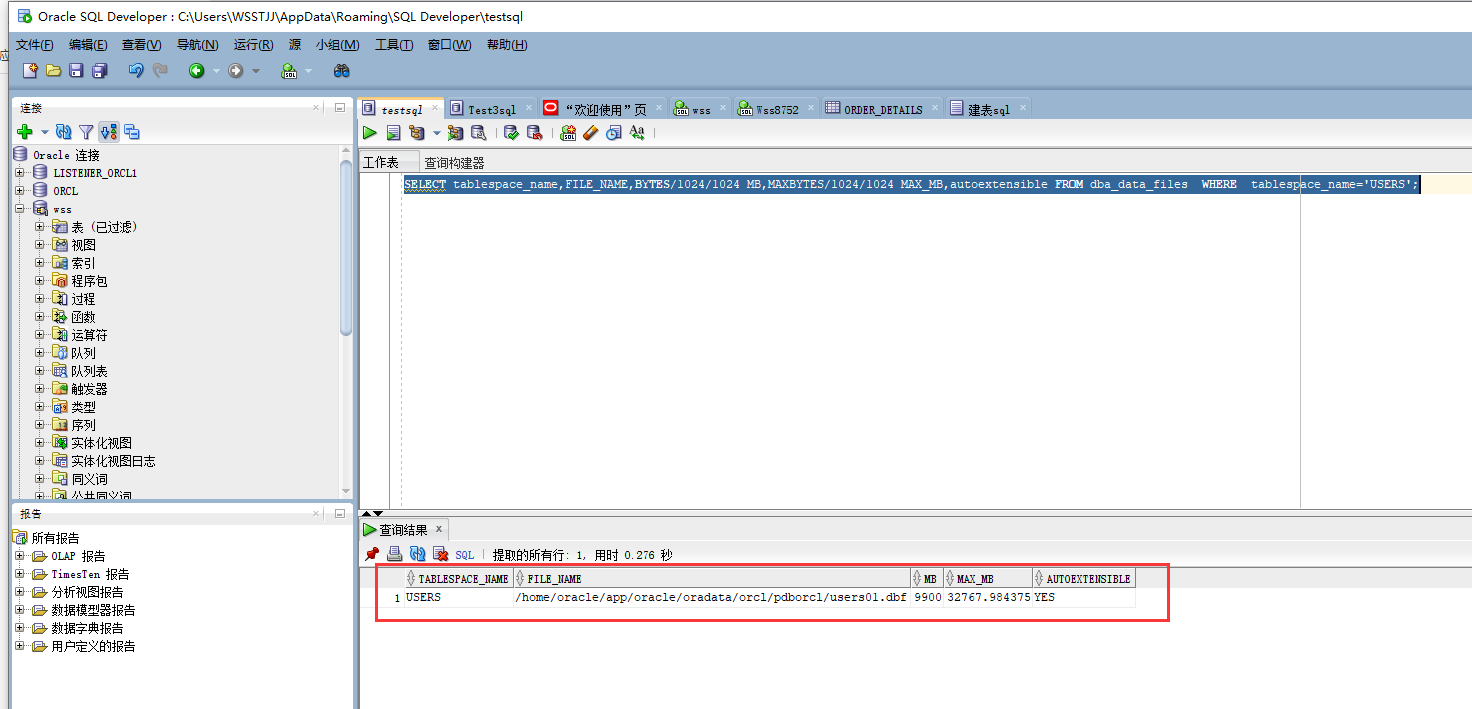 Oracle SQL Developer : C:\Users\WSSTJJ\AppData\Roaming\SQL Developer\testsql
文件(F) 编辑(E) 查看(V) 导航(N) 运行(R) 源 小组(M) 工具(T) 窗口(W) 帮助(H)
连接
testsql Test3sql “欢迎使用”页 wss Wss8752 ORDER_DETAILS 建表sql
工作表 查询构建器
SELECT tablespace_name,FILE_NAME,BYTES/1024/1024 MB,MAXBYTES/1024/1024 MAX_MB,autoextensible FROM dba_data_files  WHERE  tablespace_name='USERS';
Oracle 连接
LISTENER_ORCL1
ORCL
wss
表 (已过滤)
视图
索引
程序包
过程
函数
运算符
队列
队列表
触发器
类型
序列
实体化视图
实体化视图日志
同义词
公共同义词
报告
所有报告
OLAP 报告
TimesTen 报告
分析视图报告
数据模型器报告
数据字典报告
用户定义的报告
查询结果
SQL 提取的所有行: 1, 用时 0.276 秒
TABLESPACE_NAME FILE_NAME MB MAX_MB AUTOEXTENSIBLE
1 USERS /home/oracle/app/oracle/oradata/orcl/pdborcl/users01.dbf 9900 32767.984375 YES